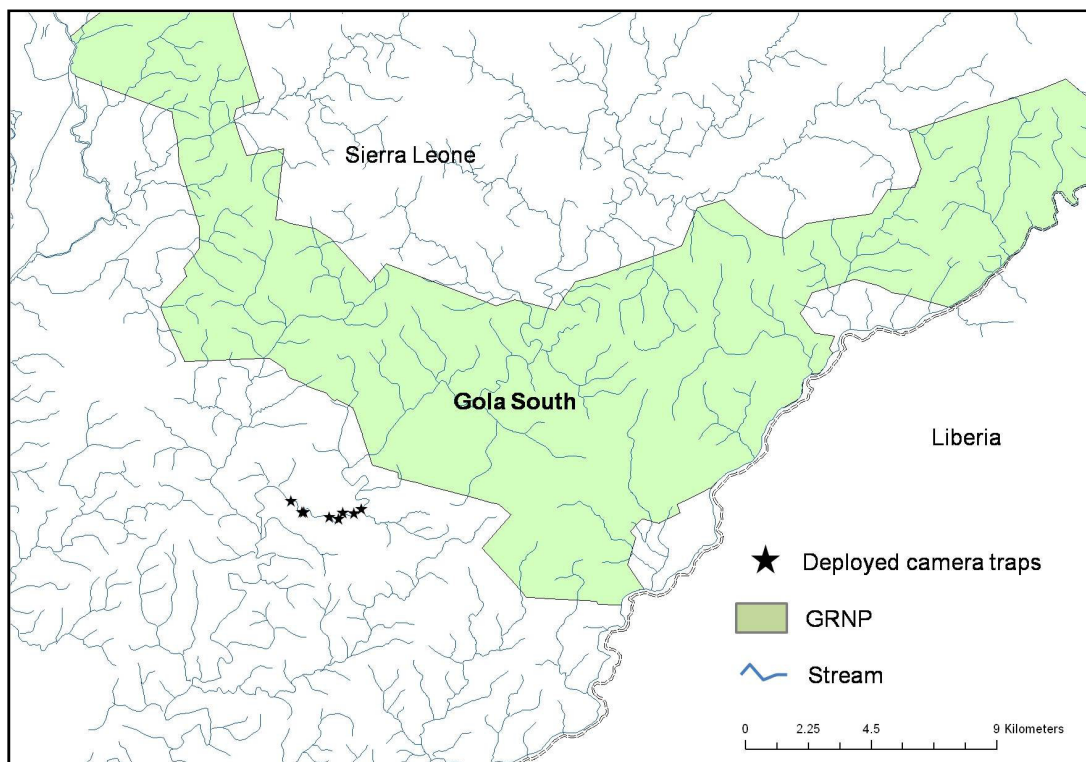 Sierra Leone
Gola South
Liberia
Deployed camera traps
GRNP
Stream
0 2.25 4.5 9 Kilometers